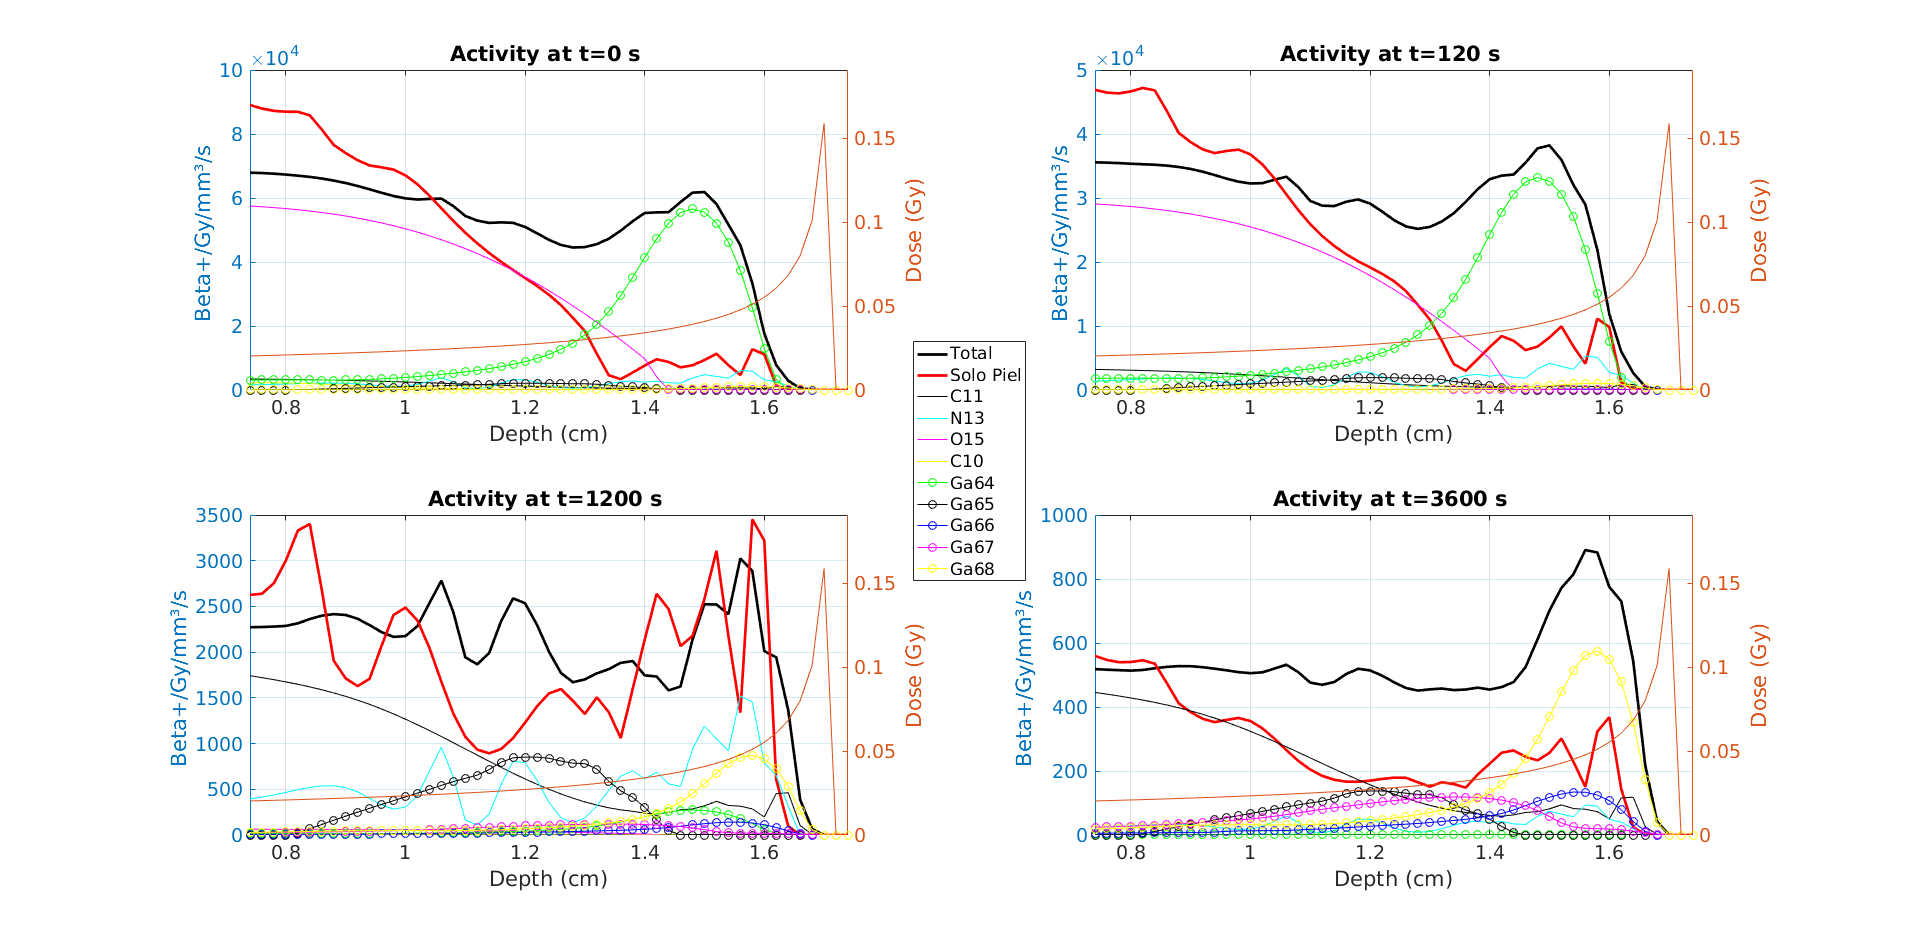 Activity at t=0 s
×10⁴
Beta+/Gy/mm³/s
10
8
6
4
2
0
0.15
0.1
0.05
0
Dose (Gy)
0.8
1
1.2
1.4
1.6
Depth (cm)
Activity at t=120 s
×10⁴
Beta+/Gy/mm³/s
5
4
3
2
1
0
0.15
0.1
0.05
0
Dose (Gy)
0.8
1
1.2
1.4
1.6
Depth (cm)
Total
Solo Piel
C11
N13
O15
C10
Ga64
Ga65
Ga66
Ga67
Ga68
Activity at t=1200 s
Beta+/Gy/mm³/s
3500
3000
2500
2000
1500
1000
500
0
0.15
0.1
0.05
0
Dose (Gy)
0.8
1
1.2
1.4
1.6
Depth (cm)
Activity at t=3600 s
Beta+/Gy/mm³/s
1000
800
600
400
200
0
0.15
0.1
0.05
0
Dose (Gy)
0.8
1
1.2
1.4
1.6
Depth (cm)